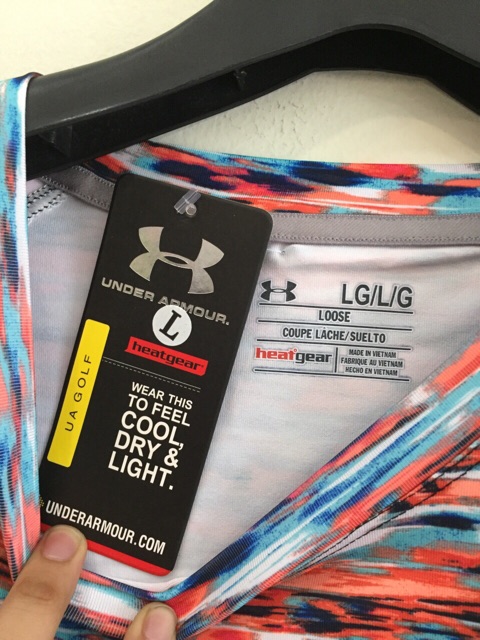 UNDER ARMOUR.
L
heatgear
UA GOLF
WEAR THIS
TO FEEL
COOL,
DRY &
LIGHT.
UNDERARMOUR.COM
LG/L/G
LOOSE
COUPE LÂCHE/SUELTO
heatgear
MADE IN VIETNAM
FABRIQUÉ AU VIETNAM
HECHO EN VIETNAM